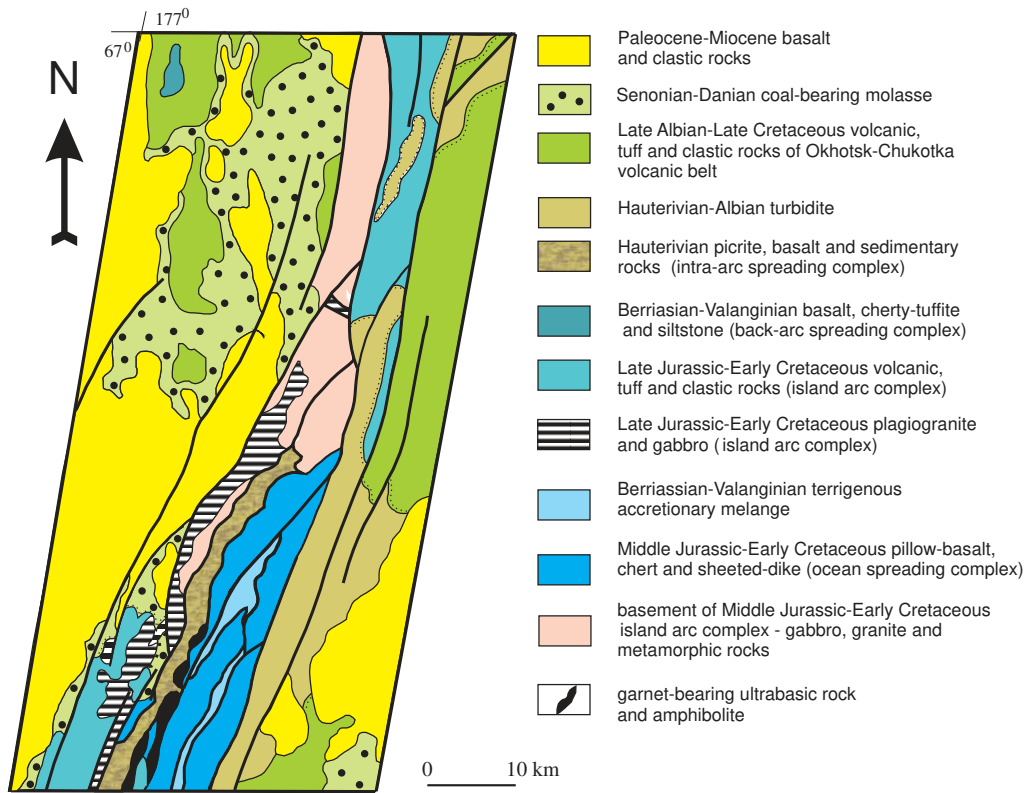 177⁰
67⁰
N
Paleocene-Miocene basalt
and clastic rocks
Senonian-Danian coal-bearing molasse
Late Albian-Late Cretaceous volcanic,
tuff and clastic rocks of Okhotsk-Chukotka
volcanic belt
Hauterivian-Albian turbidite
Hauterivian picrite, basalt and sedimentary
rocks (intra-arc spreading complex)
Berriasian-Valanginian basalt, cherty-tuffite
and siltstone (back-arc spreading complex)
Late Jurassic-Early Cretaceous volcanic,
tuff and clastic rocks (island arc complex)
Late Jurassic-Early Cretaceous plagiogranite
and gabbro (island arc complex)
Berriassian-Valanginian terrigenous
accretionary melange
Middle Jurassic-Early Cretaceous pillow-basalt,
chert and sheeted-dike (ocean spreading complex)
basement of Middle Jurassic-Early Cretaceous
island arc complex - gabbro, granite and
metamorphic rocks
garnet-bearing ultrabasic rock
and amphibolite
0 10 km